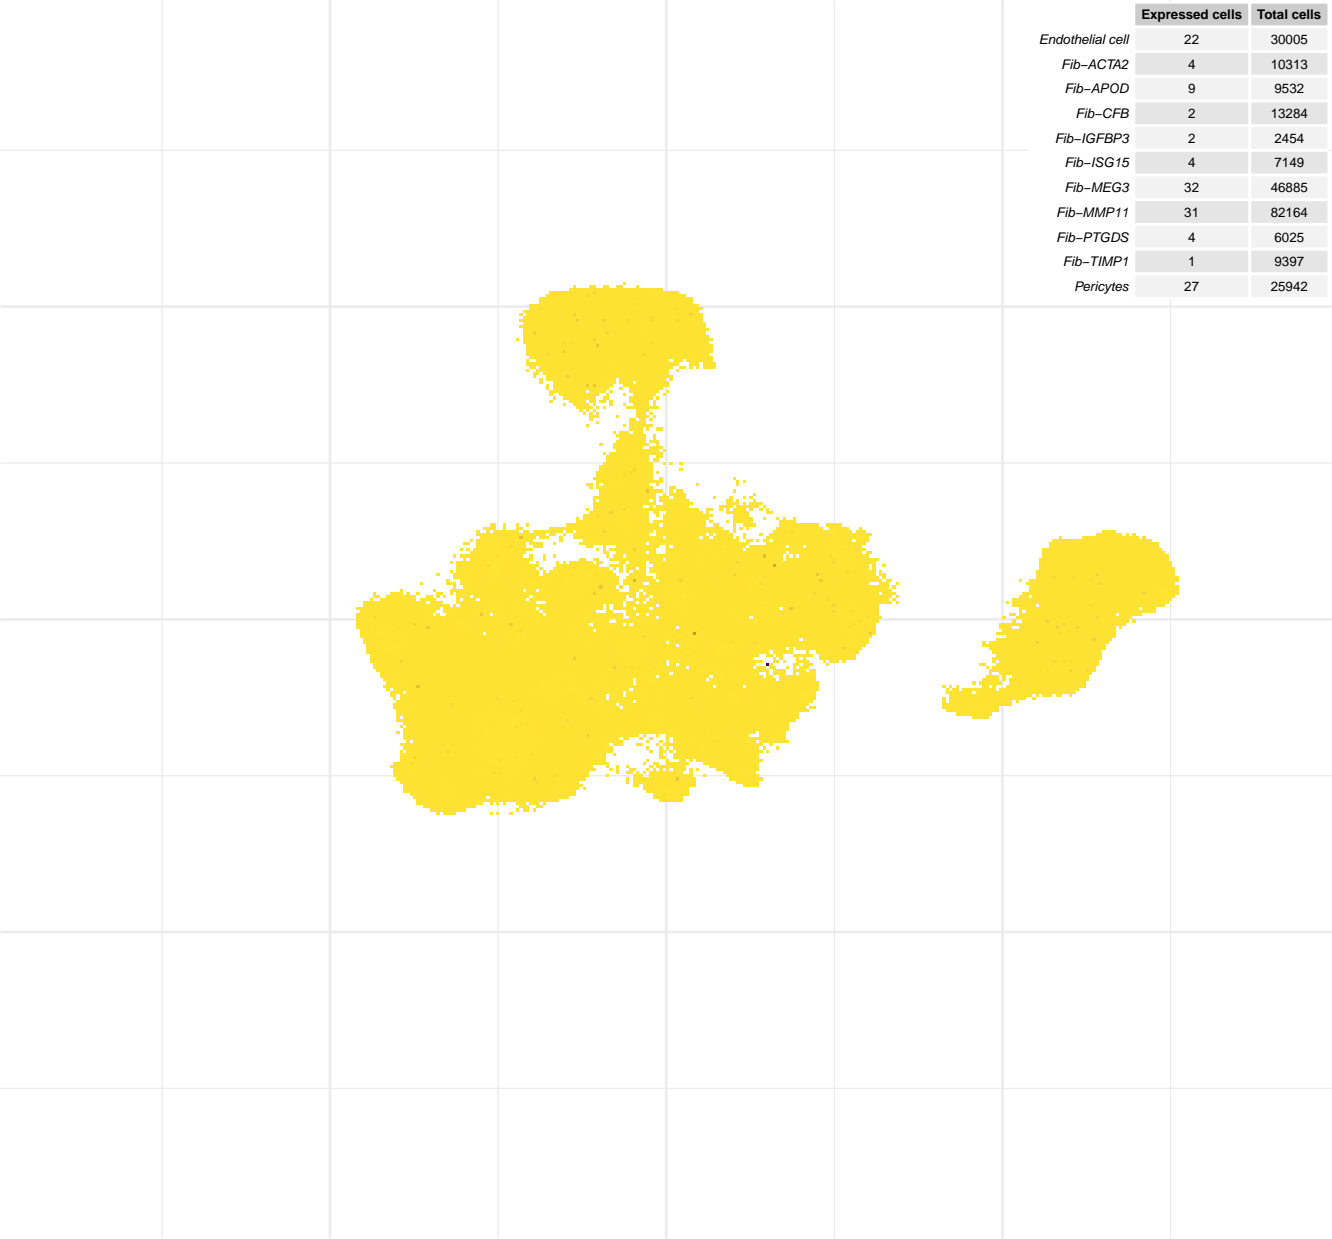 Expressed cells Total cells
Endothelial cell 22 30005
Fib−ACTA2 4 10313
Fib−APOD 9 9532
Fib−CFB 2 13284
Fib−IGFBP3 2 2454
Fib−ISG15 4 7149
Fib−MEG3 32 46885
Fib−MMP11 31 82164
Fib−PTGDS 4 6025
Fib−TIMP1 1 9397
Pericytes 27 25942